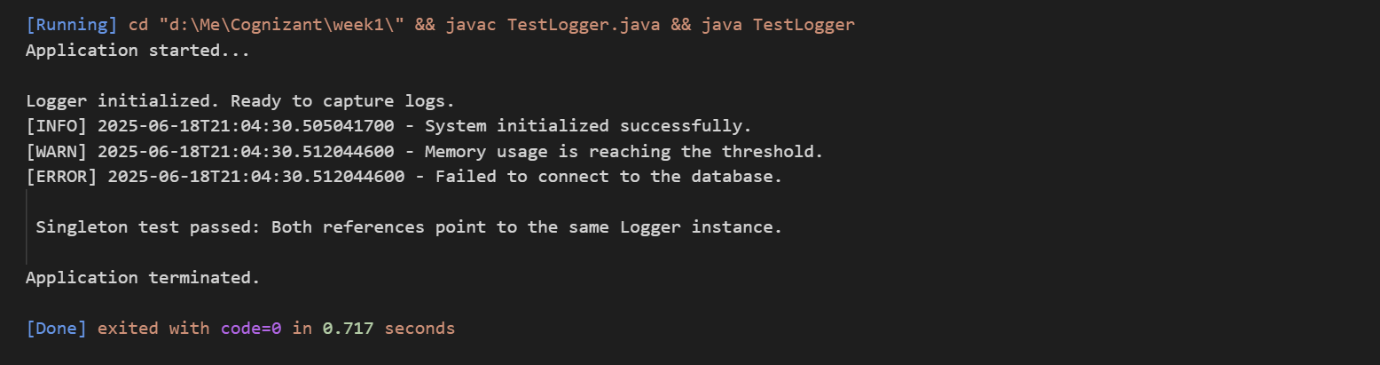 [Running] cd "d:\Me\Cognizant\week1\" && javac TestLogger.java && java TestLogger
Application started...
Logger initialized. Ready to capture logs.
[INFO] 2025-06-18T21:04:30.505041700 - System initialized successfully.
[WARN] 2025-06-18T21:04:30.512044600 - Memory usage is reaching the threshold.
[ERROR] 2025-06-18T21:04:30.512044600 - Failed to connect to the database.
Singleton test passed: Both references point to the same Logger instance.
Application terminated.
[Done] exited with code=0 in 0.717 seconds